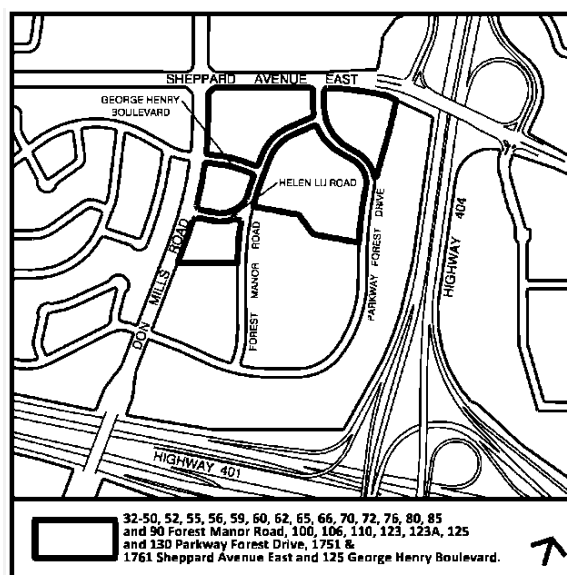 SHEPPARD AVENUE EAST
GEORGE HENRY
BOULEVARD
HELEN LU ROAD
DON MILLS ROAD
FOREST MANOR ROAD
PARKWAY FOREST DRIVE
HIGHWAY 404
HIGHWAY 401
32-50, 52, 55, 56, 59, 60, 62, 65, 66, 70, 72, 76, 80, 85
and 90 Forest Manor Road, 100, 106, 110, 123, 123A, 125
and 130 Parkway Forest Drive, 1751 &
1761 Sheppard Avenue East and 125 George Henry Boulevard.